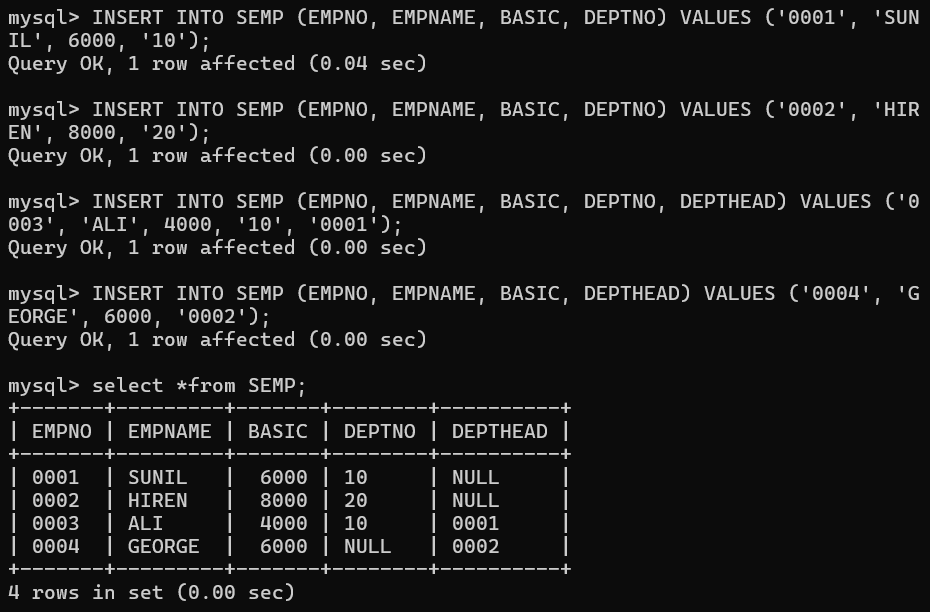 mysql> INSERT INTO SEMP (EMPNO, EMPNAME, BASIC, DEPTNO) VALUES ('0001', 'SUN
IL', 6000, '10');
Query OK, 1 row affected (0.04 sec)

mysql> INSERT INTO SEMP (EMPNO, EMPNAME, BASIC, DEPTNO) VALUES ('0002', 'HIR
EN', 8000, '20');
Query OK, 1 row affected (0.00 sec)

mysql> INSERT INTO SEMP (EMPNO, EMPNAME, BASIC, DEPTNO, DEPTHEAD) VALUES ('0
003', 'ALI', 4000, '10', '0001');
Query OK, 1 row affected (0.00 sec)

mysql> INSERT INTO SEMP (EMPNO, EMPNAME, BASIC, DEPTHEAD) VALUES ('0004', 'G
EORGE', 6000, '0002');
Query OK, 1 row affected (0.00 sec)

mysql> select *from SEMP;
+-------+---------+-------+--------+----------+
| EMPNO | EMPNAME | BASIC | DEPTNO | DEPTHEAD |
+-------+---------+-------+--------+----------+
| 0001  | SUNIL   |  6000 | 10     | NULL     |
| 0002  | HIREN   |  8000 | 20     | NULL     |
| 0003  | ALI     |  4000 | 10     | 0001     |
| 0004  | GEORGE  |  6000 | NULL   | 0002     |
+-------+---------+-------+--------+----------+
4 rows in set (0.00 sec)